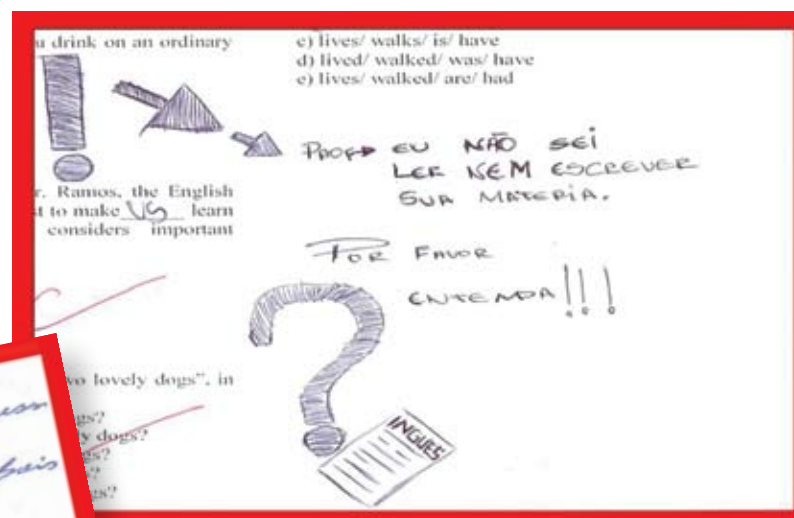 u drink on an ordinary
r. Ramos, the English
t to make US learn
considers important
vo lovely dogs", in
gs?
y dogs?
gs?
s?
gs?
c) lives/ walks/ is/ have
d) lived/ walked/ was/ have
e) lives/ walked/ are/ had
PROF EU NÃO SEI
LER NEM ESCREVER
SUA MATERIA.
POR FAVOR
ENTENDA!!!
INGLES